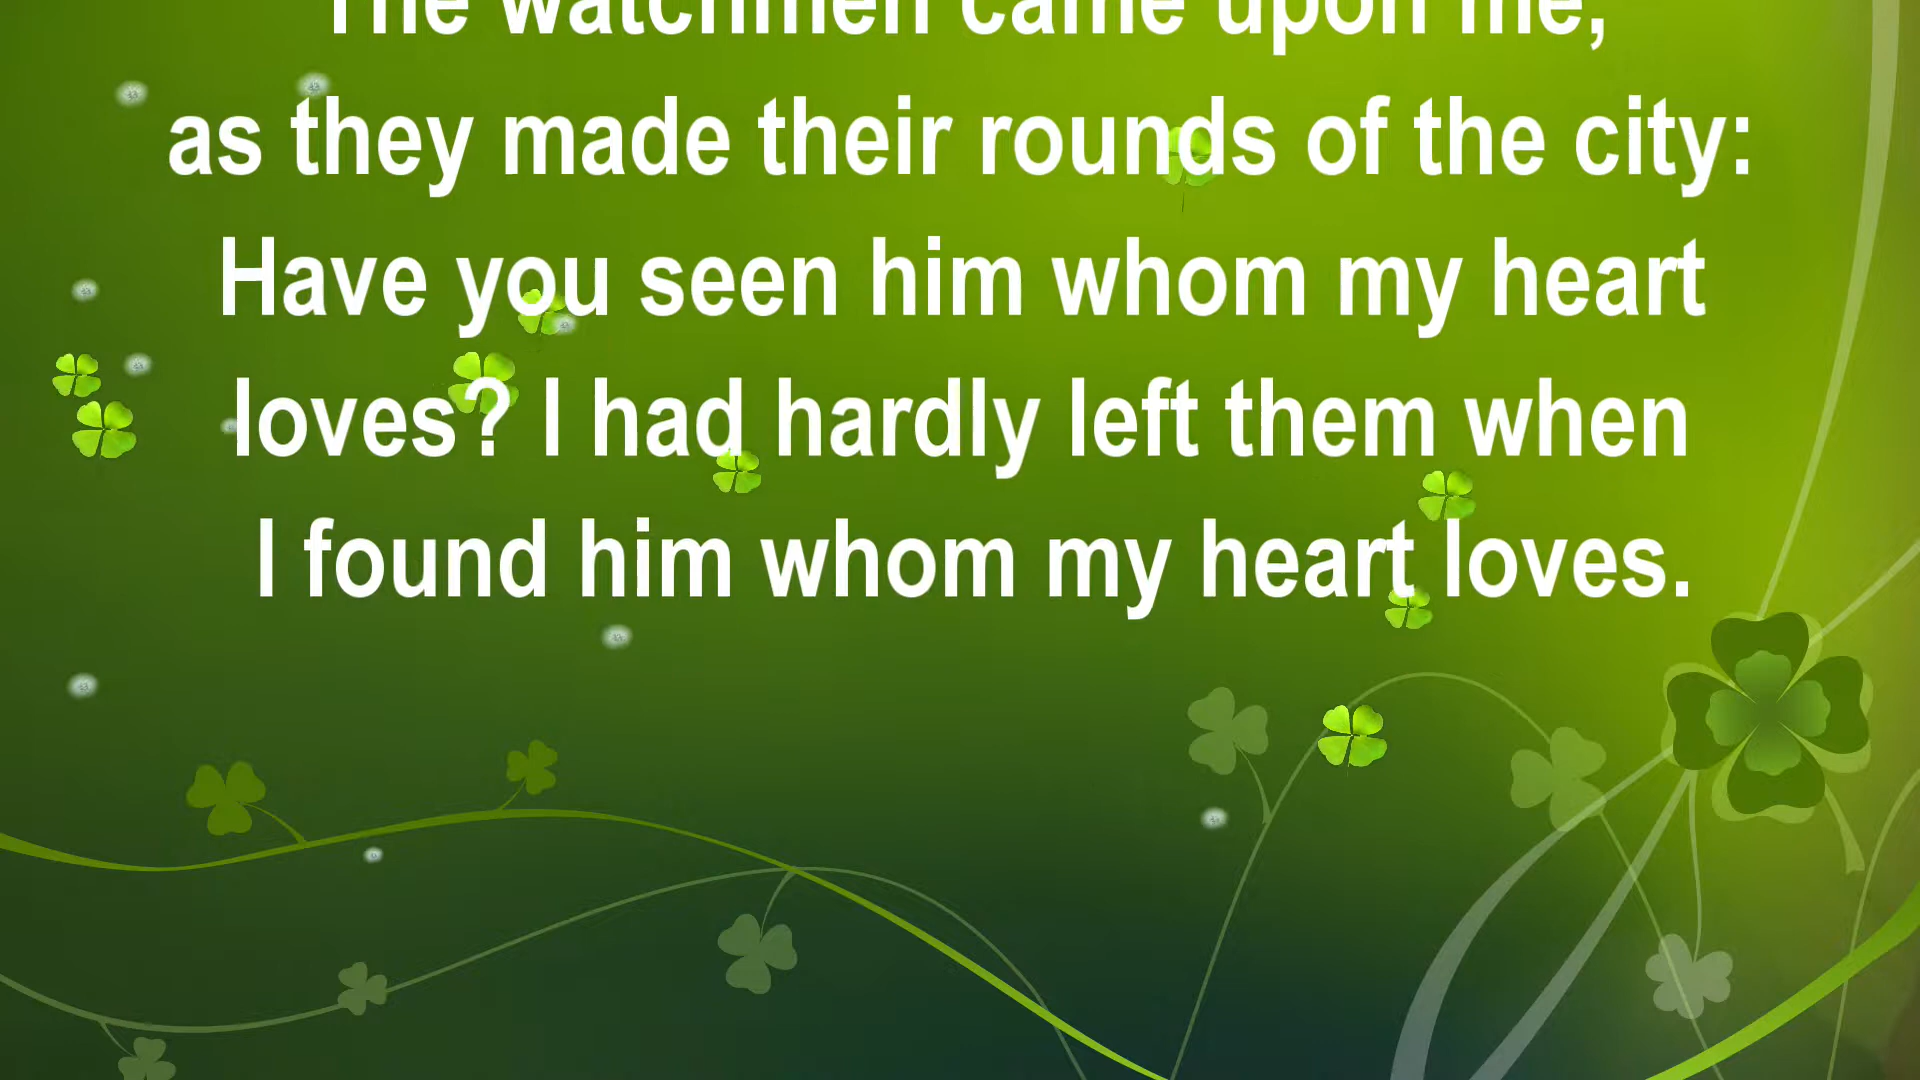 The watchmen came upon me,
as they made their rounds of the city:
Have you seen him whom my heart
loves? I had hardly left them when
I found him whom my heart loves.